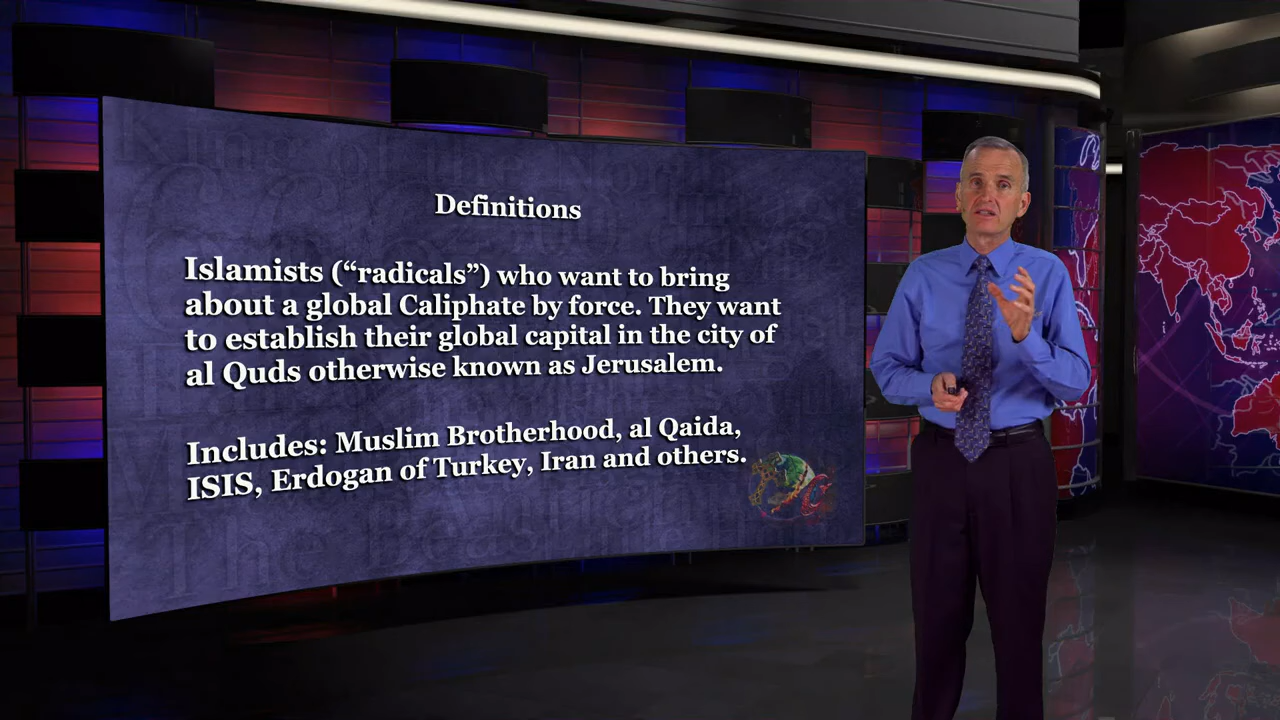 Definitions
Islamists (“radicals”) who want to bring
about a global Caliphate by force. They want
to establish their global capital in the city of
al Quds otherwise known as Jerusalem.
Includes: Muslim Brotherhood, al Qaida,
ISIS, Erdogan of Turkey, Iran and others.